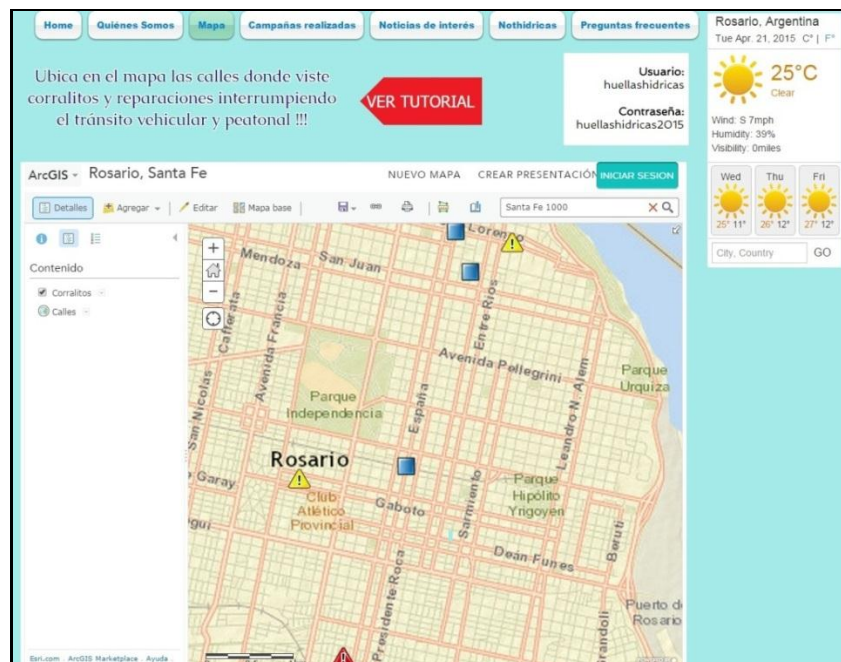 Home Quiénes Somos Mapa Campañas realizadas Noticias de interés Nothidricas Preguntas frecuentes
Ubica en el mapa las calles donde viste
corralitos y reparaciones interrumpiendo
el tránsito vehicular y peatonal !!!
VER TUTORIAL
Usuario:
huellashidricas
Contraseña:
huellashidricas2015
Rosario, Argentina
Tue Apr. 21, 2015 C° | F°
25°C
Clear
Wind: S 7mph
Humidity: 39%
Visibility: 0miles
Wed Thu Fri
25° 11° 26° 12° 27° 12°
City, Country GO
ArcGIS Rosario, Santa Fe NUEVO MAPA CREAR PRESENTACIÓN INICIAR SESION
Detalles Agregar Editar Mapa base Santa Fe 1000
Contenido
Corralitos
Calles
Lorenzo
Mendoza
San Juan
Cafferata
Avenida Francia
Entre Ríos
Avenida Pellegrini
Leandro N. Alem
Parque
Urquiza
Parque
Independencia
España
San Nicolas
Rosario
Garay
Club
Atlético
Provincial
Gaboto
Sarmiento
Parque
Hipólito
Yrigoyen
Deán Funes
Beruti
Presidente Roca
Puerto d
Rosario
Esri.com . ArcGIS Marketplace . Ayuda .